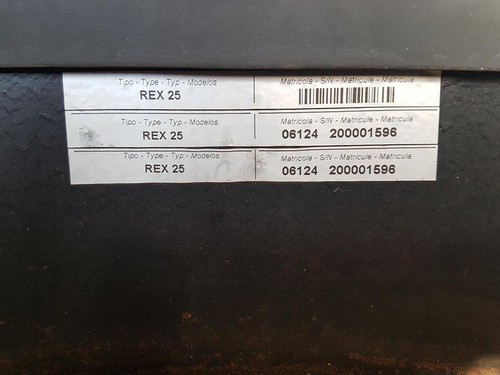 Tipo - Type - Typ - Modelos Matricola - S/N - Matricule - Matricula
REX 25
Tipo - Type - Typ - Modelos Matricola - S/N - Matricule - Matricula
REX 25 06124 200001596
Tipo - Type - Typ - Modelos Matricola - S/N - Matricule - Matricula
REX 25 06124 200001596